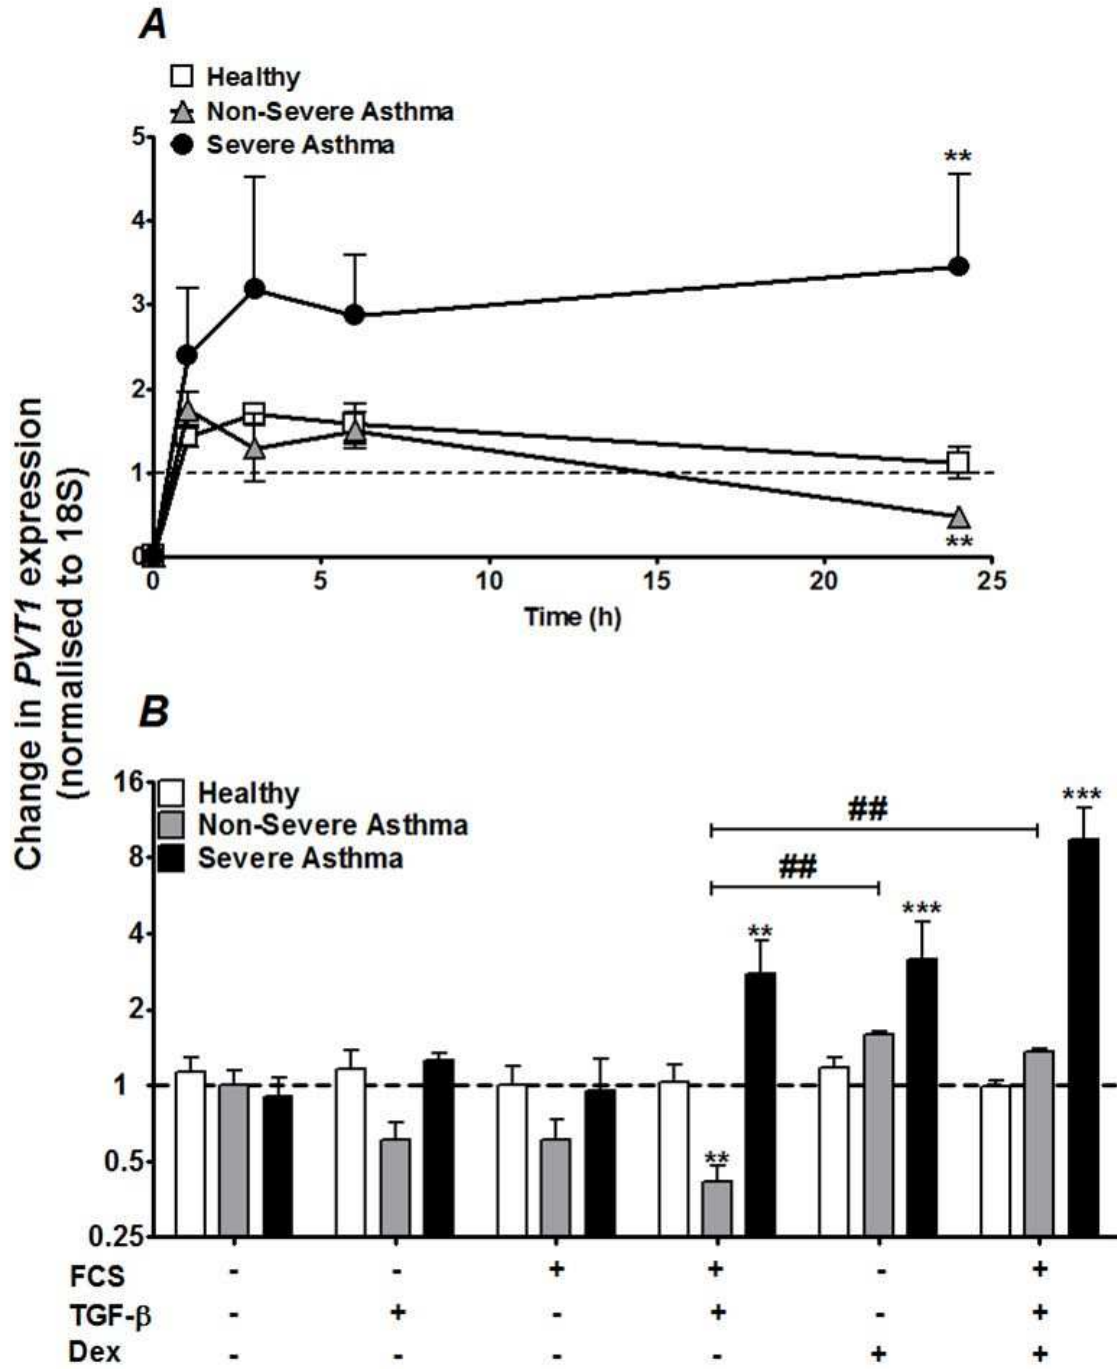 A
Healthy
Non-Severe Asthma
Severe Asthma
5
4
3
2
1
0
**
**
0 5 10 15 20 25
Time (h)
Change in PVT1 expression
(normalised to 18S)
B
Healthy
Non-Severe Asthma
Severe Asthma
16
8
4
2
1
0.5
0.25
##
##
**
**
***
***
FCS - - + + - +
TGF-β - + - + - +
Dex - - - - + +